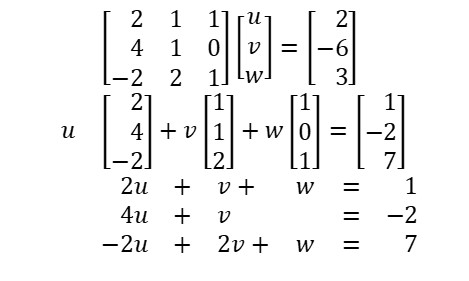 [2 1 1; 4 1 0; −2 2 1] [u; v; w] = [2; −6; 3]
u [2; 4; −2] + v [1; 1; 2] + w [1; 0; 1] = [1; −2; 7]
2u + v + w = 1
4u + v = −2
−2u + 2v + w = 7